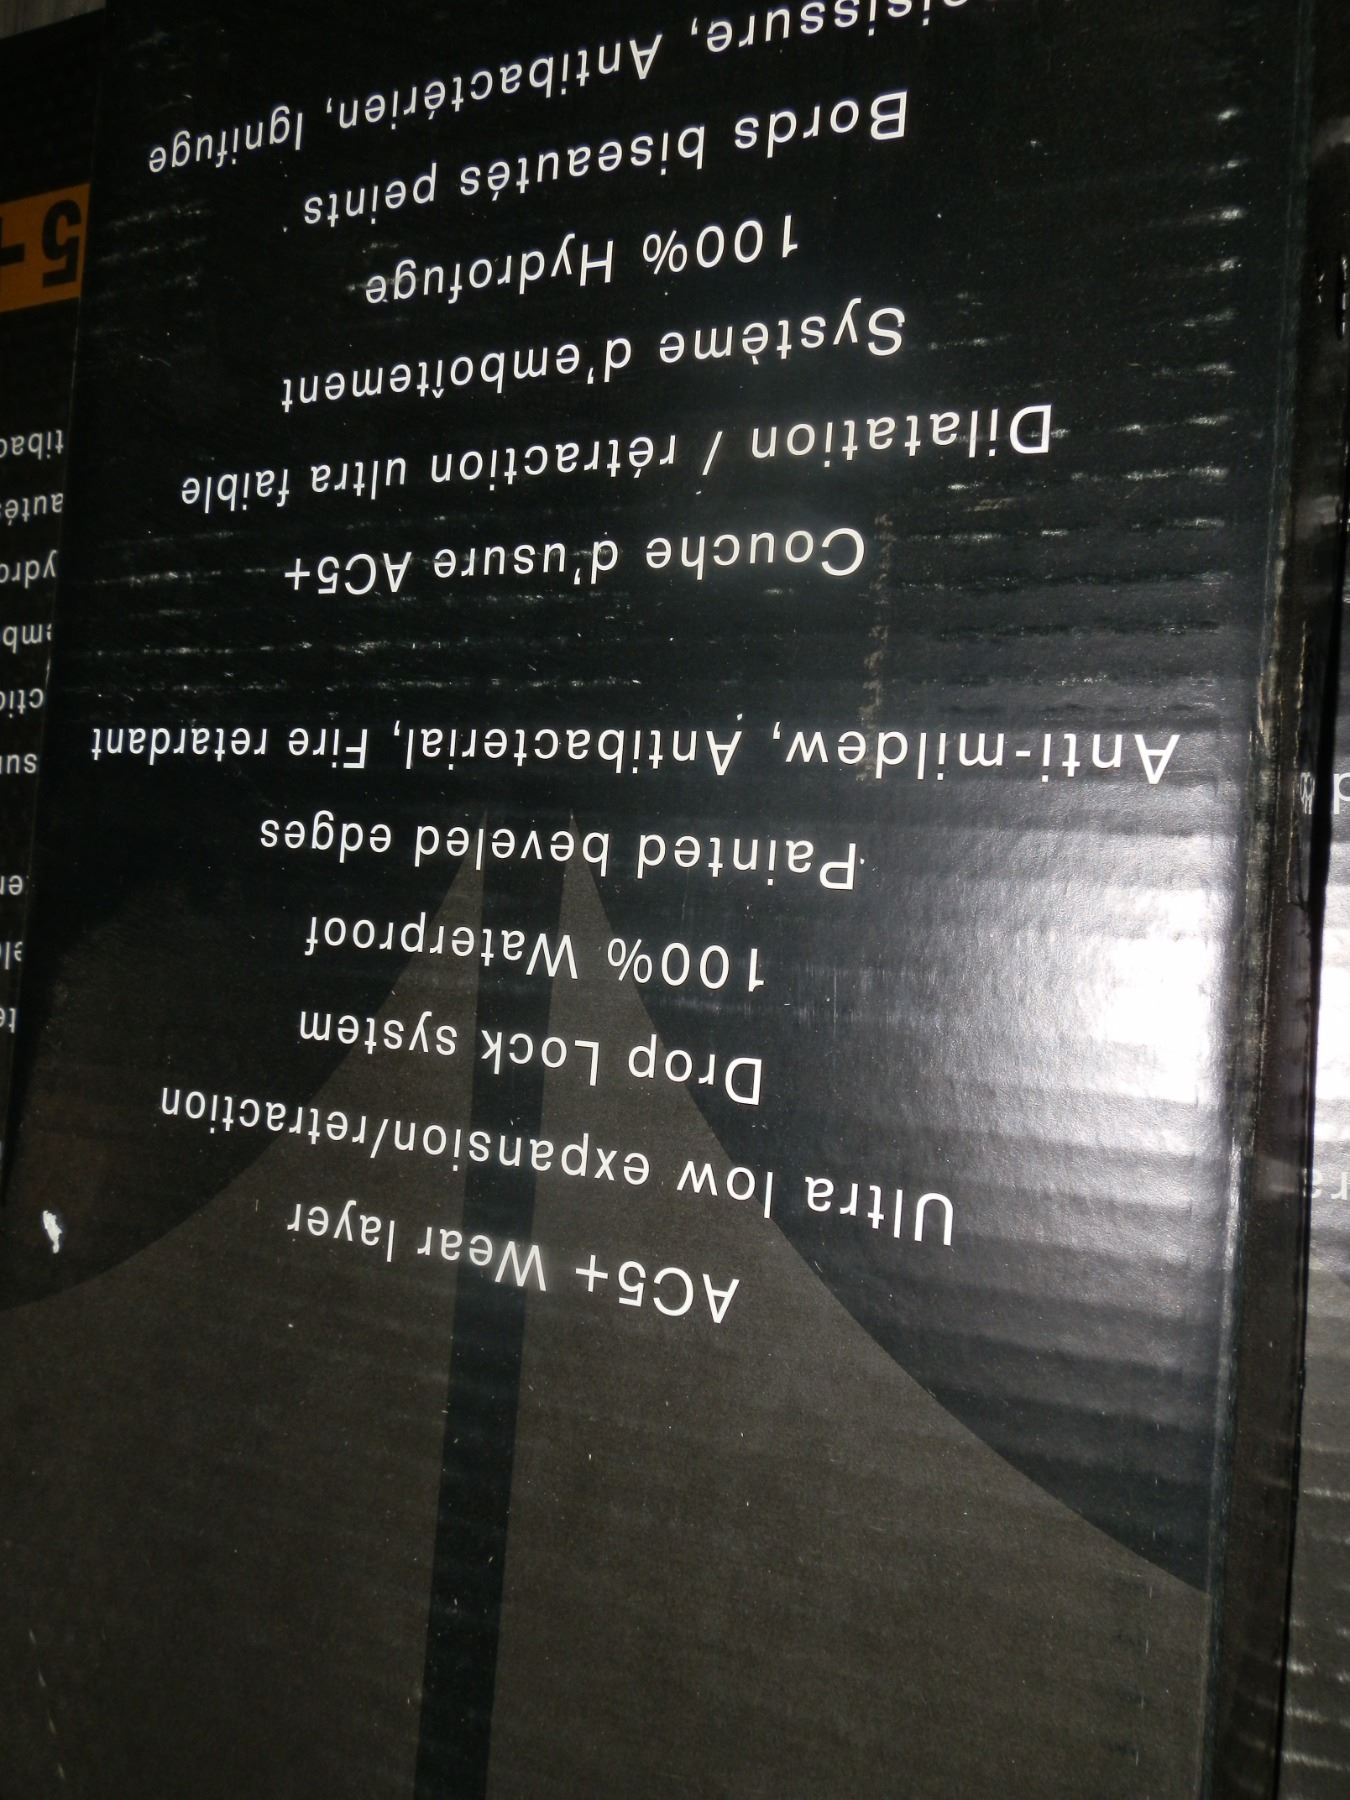 AC5+ Wear layer
Ultra low expansion/retraction
Drop Lock system
100% Waterproof
Painted beveled edges
Anti-mildew, Antibacterial, Fire retardant
Couche d'usure AC5+
Dilatation / rétraction ultra faible
Système d'emboîtement
100% Hydrofuge
Bords biseautés peints
Antibactérien, Ignifuge
5+